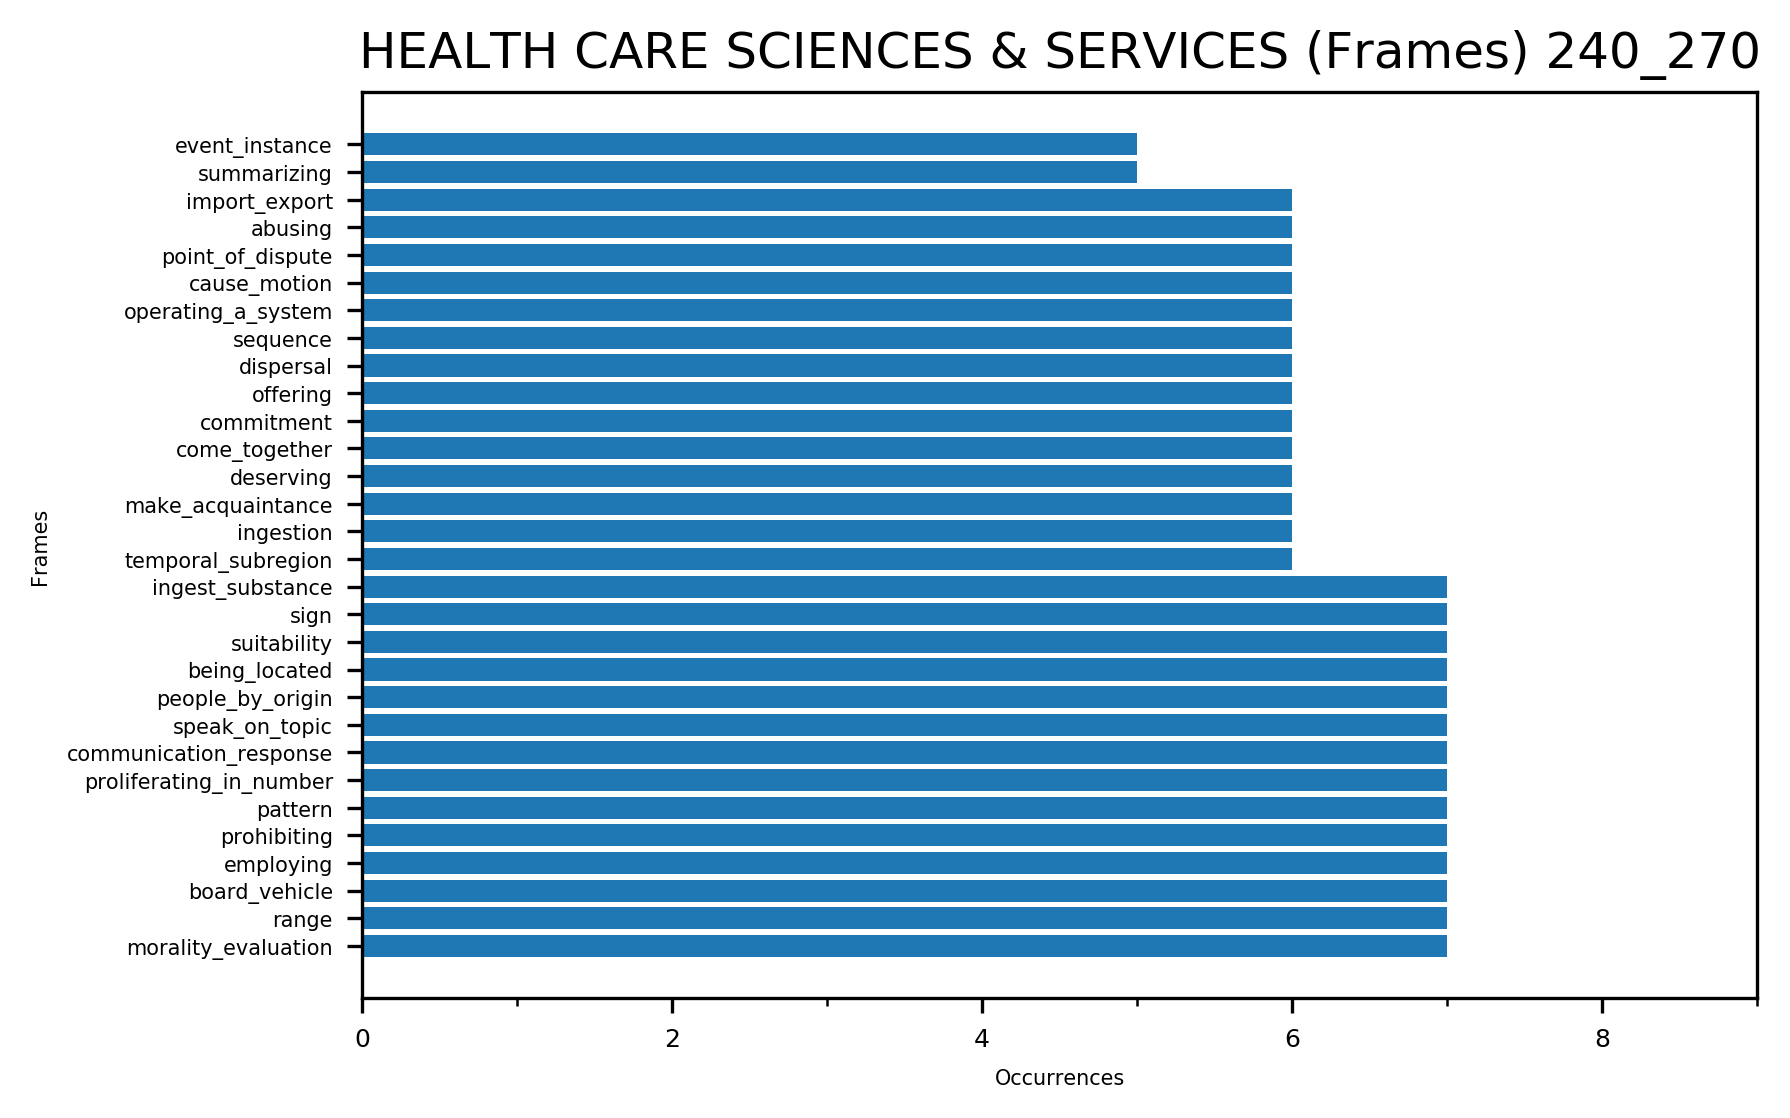 HEALTH CARE SCIENCES & SERVICES (Frames) 240_270
event_instance
summarizing
import_export
abusing
point_of_dispute
cause_motion
operating_a_system
sequence
dispersal
offering
commitment
come_together
deserving
make_acquaintance
ingestion
temporal_subregion
ingest_substance
sign
suitability
being_located
people_by_origin
speak_on_topic
communication_response
proliferating_in_number
pattern
prohibiting
employing
board_vehicle
range
morality_evaluation
Frames
0 2 4 6 8
Occurrences